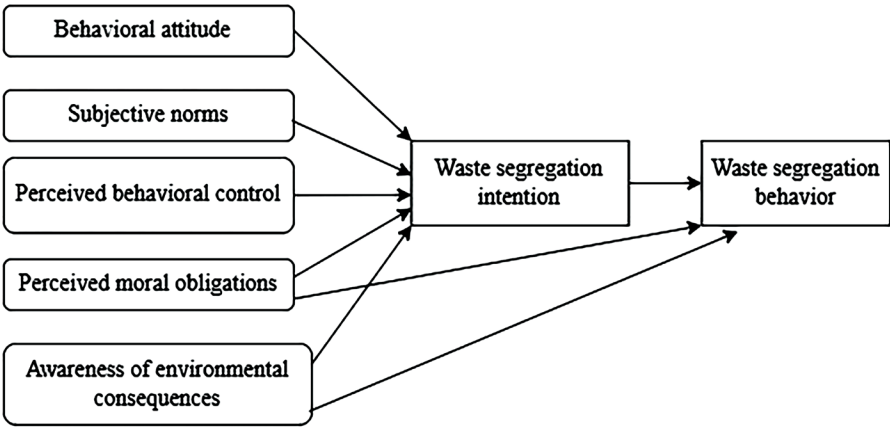 Behavioral attitude
Subjective norms
Perceived behavioral control
Perceived moral obligations
Awareness of environmental
consequences
Waste segregation
intention
Waste segregation
behavior